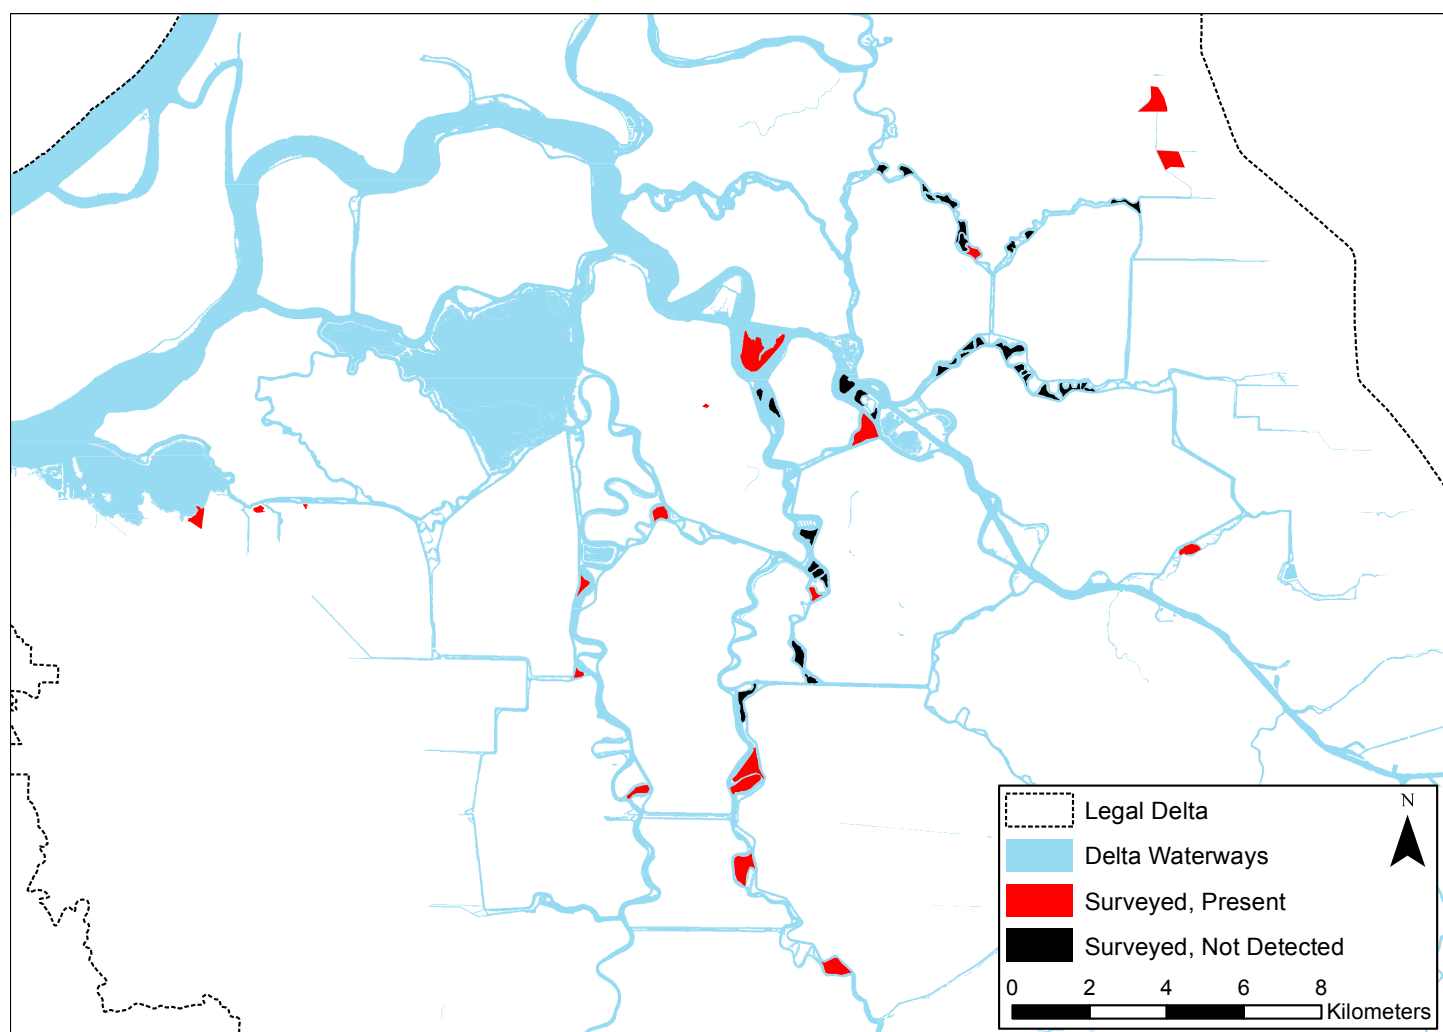 N
Legal Delta
Delta Waterways
Surveyed, Present
Surveyed, Not Detected
0 2 4 6 8
Kilometers